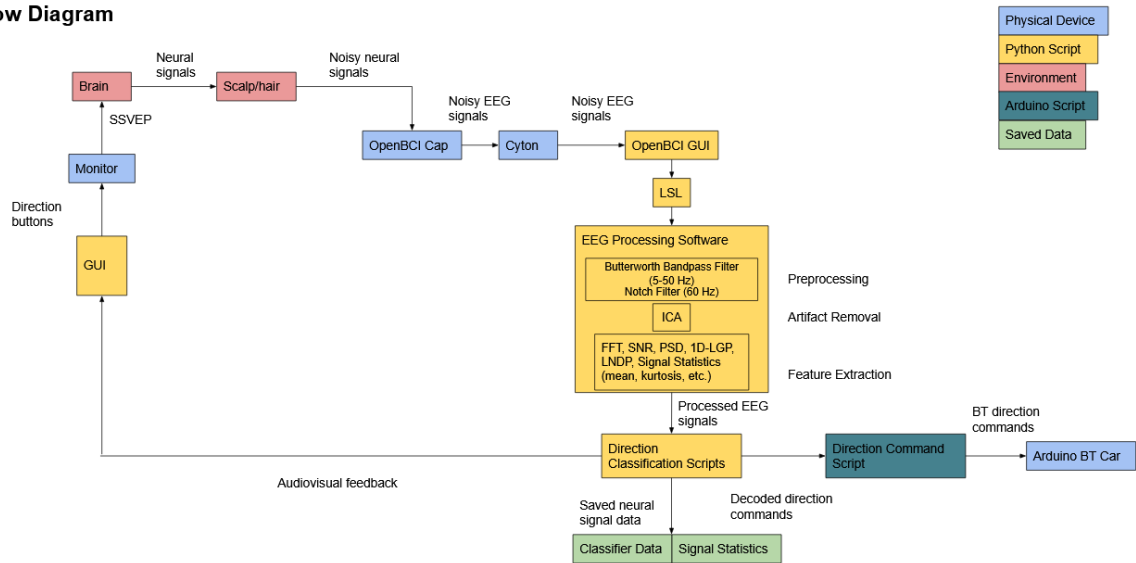 ow Diagram
Physical Device
Python Script
Environment
Arduino Script
Saved Data
Neural
signals
Noisy neural
signals
Brain
Scalp/hair
SSVEP
Noisy EEG
signals
Noisy EEG
signals
OpenBCI Cap
Cyton
OpenBCI GUI
Monitor
LSL
Direction
buttons
GUI
EEG Processing Software
Butterworth Bandpass Filter
(5-50 Hz)
Notch Filter (60 Hz)
Preprocessing
ICA
Artifact Removal
FFT, SNR, PSD, 1D-LGP,
LNDP, Signal Statistics
(mean, kurtosis, etc.)
Feature Extraction
Processed EEG
signals
BT direction
commands
Direction
Classification Scripts
Direction Command
Script
Arduino BT Car
Audiovisual feedback
Saved neural
signal data
Decoded direction
commands
Classifier Data
Signal Statistics